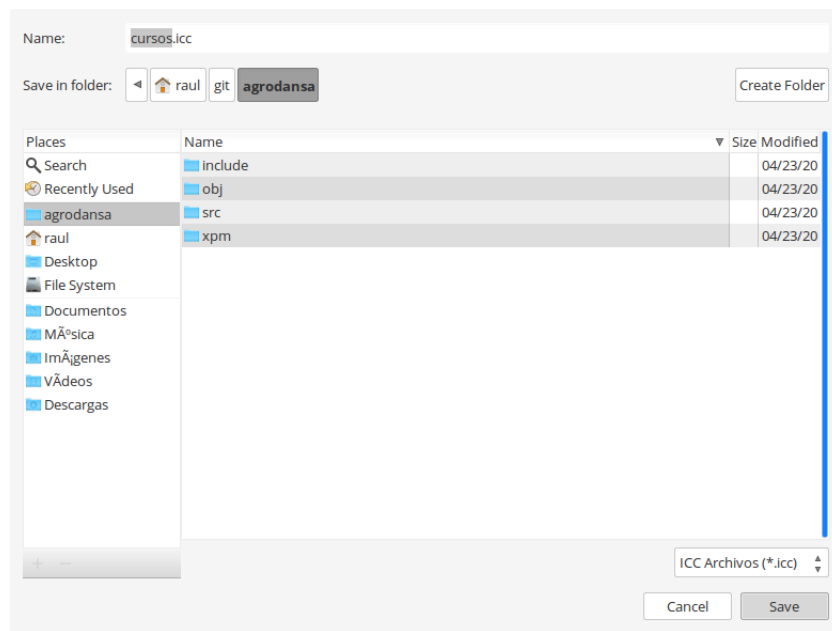 Name: cursos.icc
Save in folder: raul git agrodansa Create Folder
Places Name Size Modified
Search include 04/23/20
Recently Used obj 04/23/20
agrodansa src 04/23/20
raul xpm 04/23/20
Desktop
File System
Documentos
MÃºsica
ImÃ¡genes
VÃdeos
Descargas
ICC Archivos (*.icc)
Cancel Save